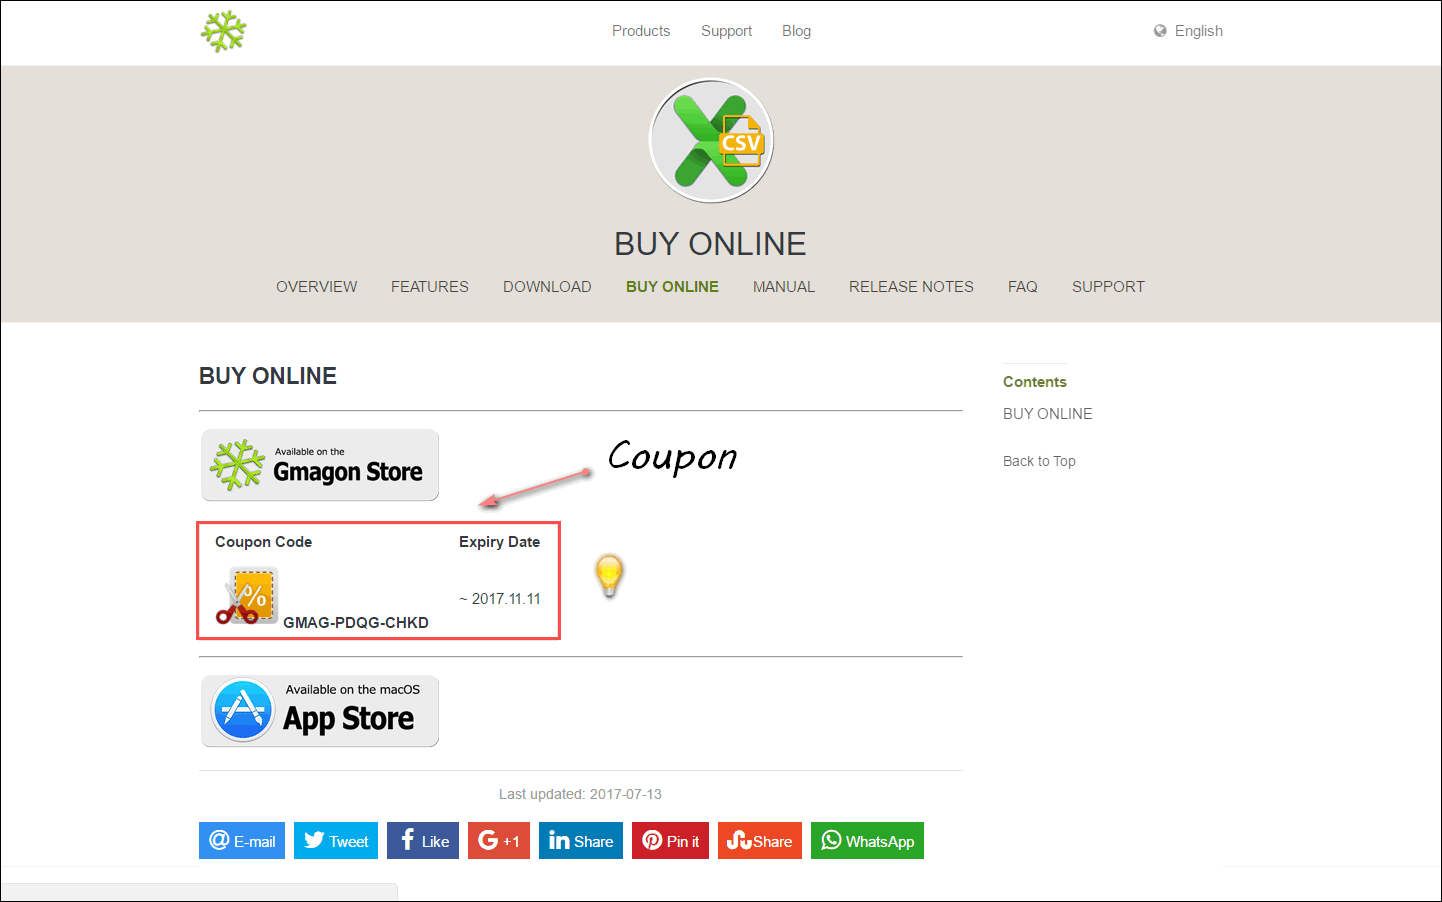 Products Support Blog English
CSV
BUY ONLINE
OVERVIEW FEATURES DOWNLOAD BUY ONLINE MANUAL RELEASE NOTES FAQ SUPPORT
BUY ONLINE
Contents
BUY ONLINE
Back to Top
Available on the
Gmagon Store
Coupon
Coupon Code Expiry Date
%
~ 2017.11.11
GMAG-PDQG-CHKD
Available on the macOS
App Store
Last updated: 2017-07-13
E-mail Tweet Like +1 Share Pin it Share WhatsApp